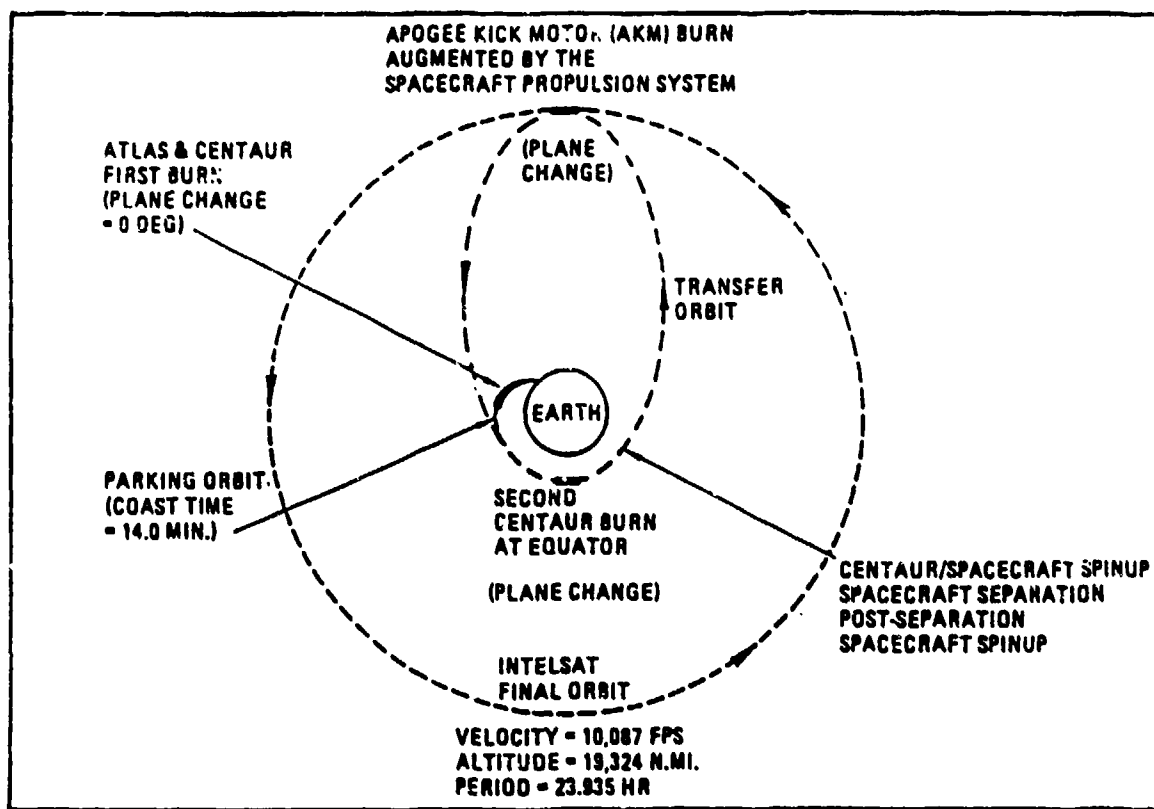 APOGEE KICK MOTOR (AKM) BURN
AUGMENTED BY THE
SPACECRAFT PROPULSION SYSTEM
(PLANE
CHANGE)
ATLAS & CENTAUR
FIRST BURN
(PLANE CHANGE
= 0 DEG)
TRANSFER
ORBIT
EARTH
PARKING ORBIT
(COAST TIME
= 14.0 MIN.)
SECOND
CENTAUR BURN
AT EQUATOR
(PLANE CHANGE)
CENTAUR/SPACECRAFT SPINUP
SPACECRAFT SEPARATION
POST-SEPARATION
SPACECRAFT SPINUP
INTELSAT
FINAL ORBIT
VELOCITY = 10,087 FPS
ALTITUDE = 19,324 N.MI.
PERIOD = 23.935 HR